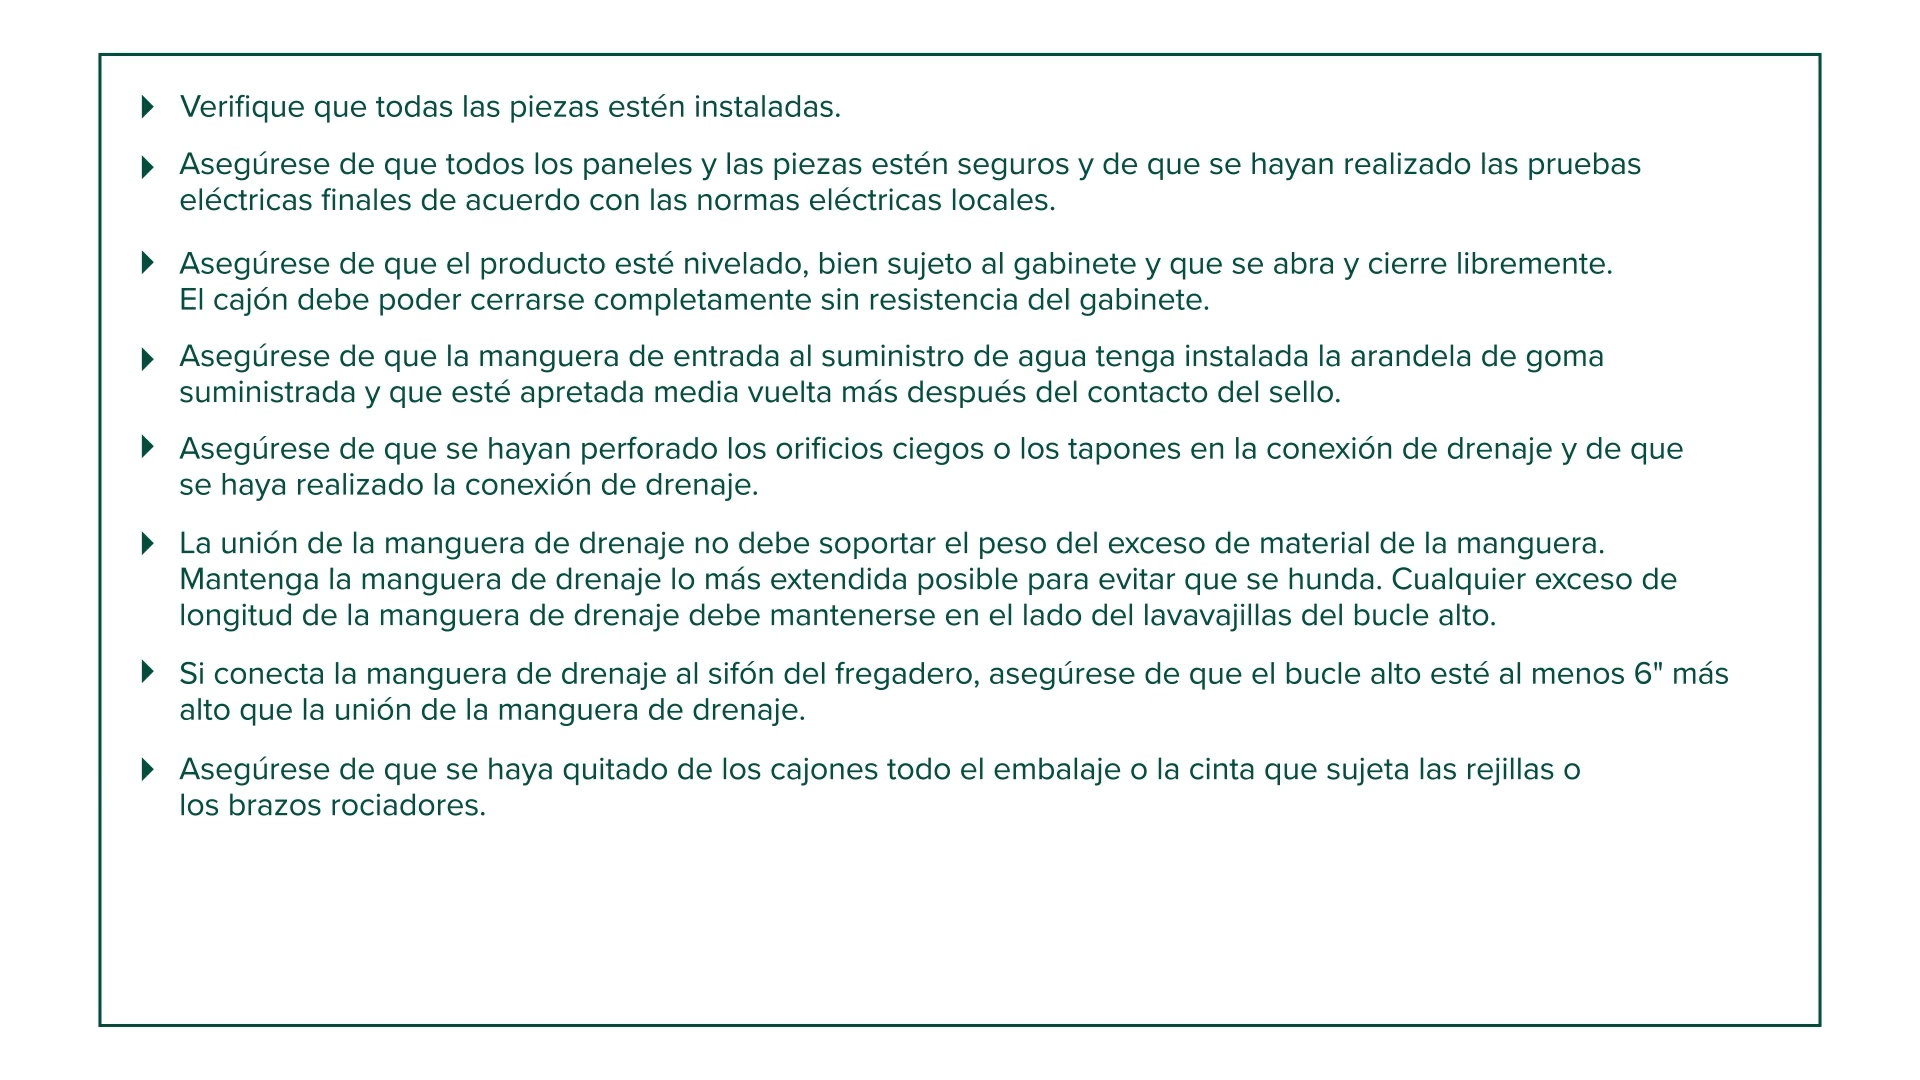 Verifique que todas las piezas estén instaladas.
Asegúrese de que todos los paneles y las piezas estén seguros y de que se hayan realizado las pruebas
eléctricas finales de acuerdo con las normas eléctricas locales.
Asegúrese de que el producto esté nivelado, bien sujeto al gabinete y que se abra y cierre libremente.
El cajón debe poder cerrarse completamente sin resistencia del gabinete.
Asegúrese de que la manguera de entrada al suministro de agua tenga instalada la arandela de goma
suministrada y que esté apretada media vuelta más después del contacto del sello.
Asegúrese de que se hayan perforado los orificios ciegos o los tapones en la conexión de drenaje y de que
se haya realizado la conexión de drenaje.
La unión de la manguera de drenaje no debe soportar el peso del exceso de material de la manguera.
Mantenga la manguera de drenaje lo más extendida posible para evitar que se hunda. Cualquier exceso de
longitud de la manguera de drenaje debe mantenerse en el lado del lavavajillas del bucle alto.
Si conecta la manguera de drenaje al sifón del fregadero, asegúrese de que el bucle alto esté al menos 6" más
alto que la unión de la manguera de drenaje.
Asegúrese de que se haya quitado de los cajones todo el embalaje o la cinta que sujeta las rejillas o
los brazos rociadores.